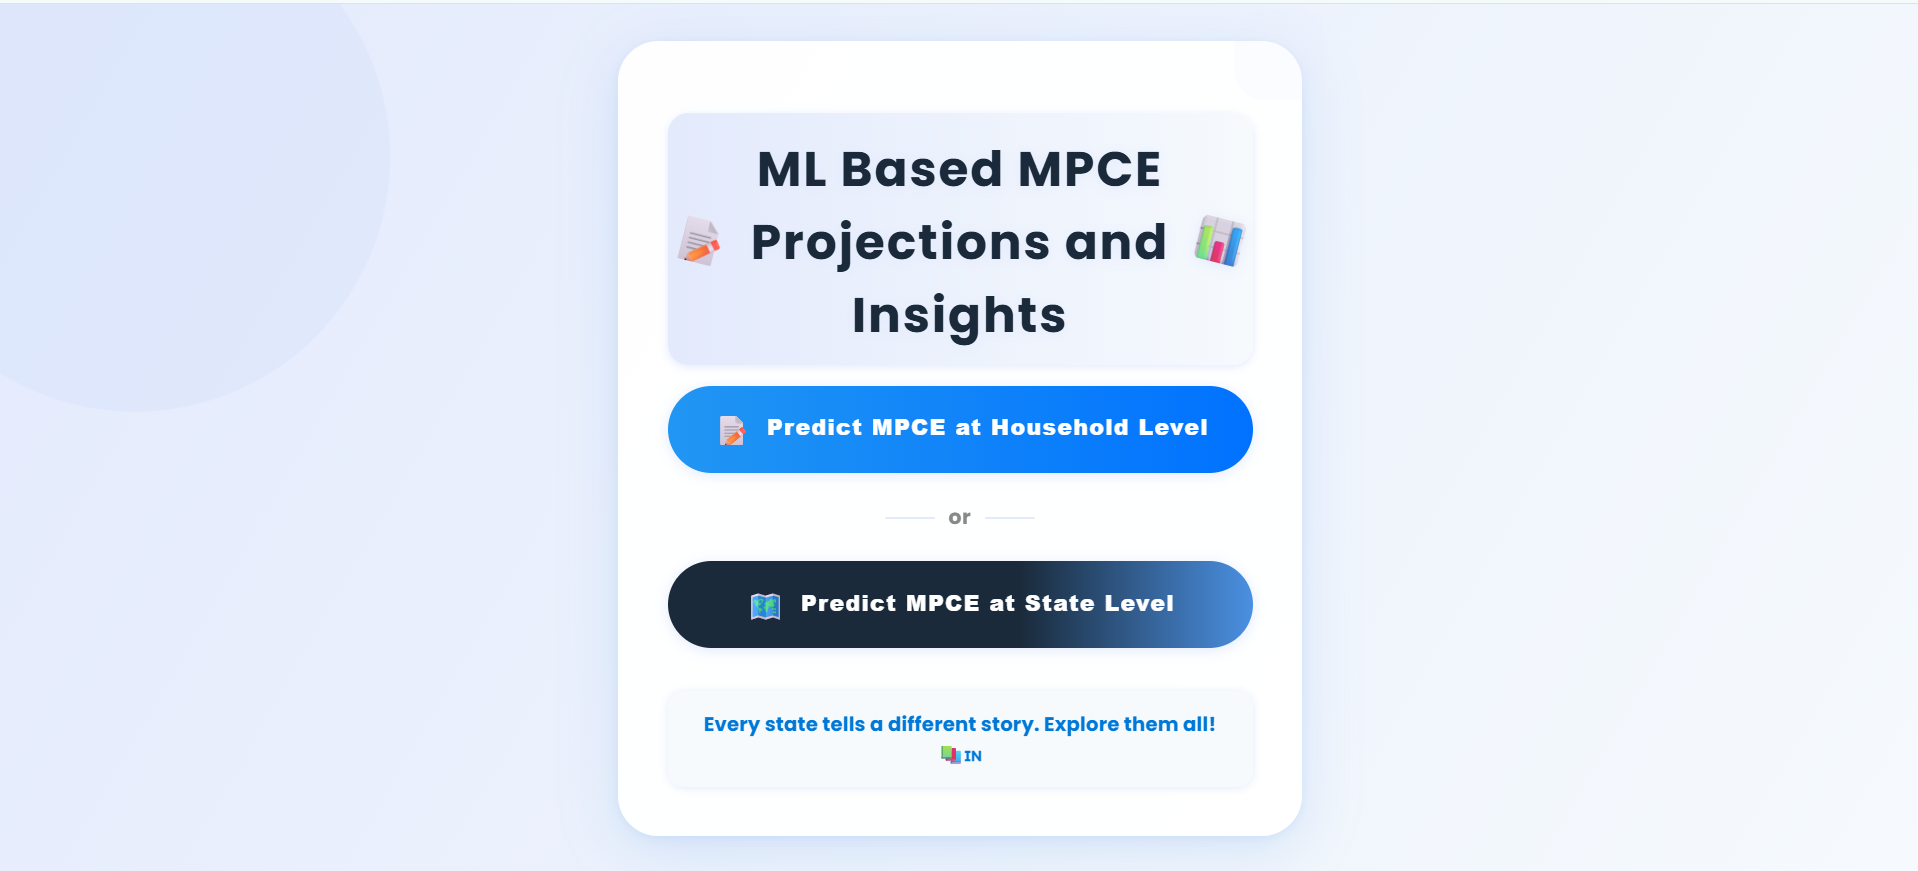 ML Based MPCE
Projections and
Insights
Predict MPCE at Household Level
or
Predict MPCE at State Level
Every state tells a different story. Explore them all!
IN